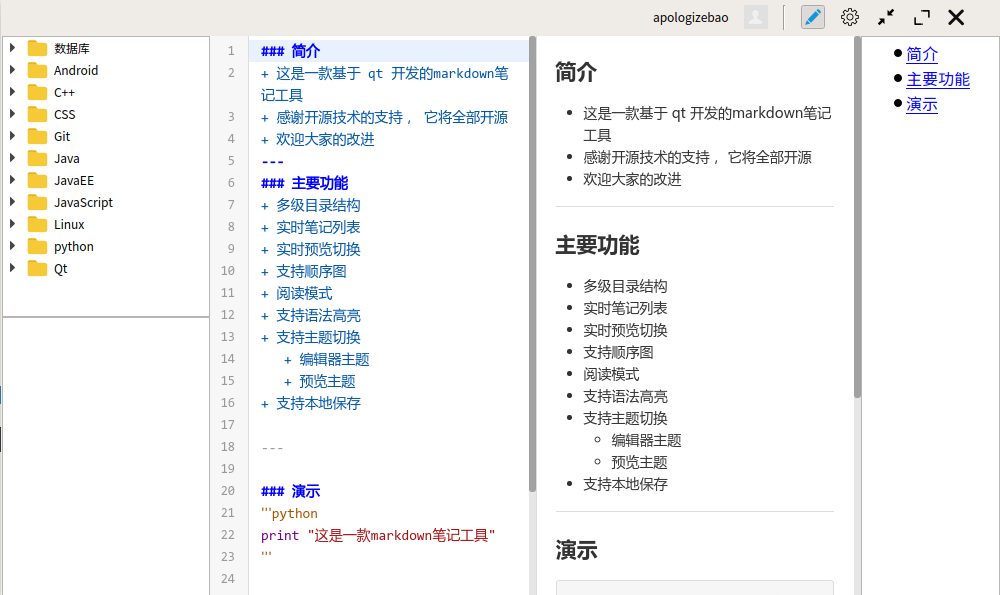 apologizebao
数据库
Android
C++
CSS
Git
Java
JavaEE
JavaScript
Linux
python
Qt
1 ### 简介
2 + 这是一款基于 qt 开发的markdown笔
记工具
3 + 感谢开源技术的支持 ， 它将全部开源
4 + 欢迎大家的改进
5 ---
6 ### 主要功能
7 + 多级目录结构
8 + 实时笔记列表
9 + 实时预览切换
10 + 支持顺序图
11 + 阅读模式
12 + 支持语法高亮
13 + 支持主题切换
14 + 编辑器主题
15 + 预览主题
16 + 支持本地保存
17
18 ---
19
20 ### 演示
21 ```python
22 print "这是一款markdown笔记工具"
23 ```
24
简介
这是一款基于 qt 开发的markdown笔记
工具
感谢开源技术的支持 ， 它将全部开源
欢迎大家的改进
主要功能
多级目录结构
实时笔记列表
实时预览切换
支持顺序图
阅读模式
支持语法高亮
支持主题切换
编辑器主题
预览主题
支持本地保存
演示
简介
主要功能
演示